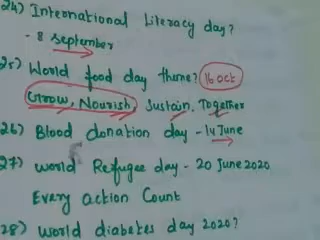 24) International Literacy day?
- 8 september
25) World food day theme? 16 oct
Grow, Nourish, Sustain. Together
26) Blood donation day - 14 June
27) world Refugee day - 20 June 2020
Every action Count
28) world diabetes day 2020?